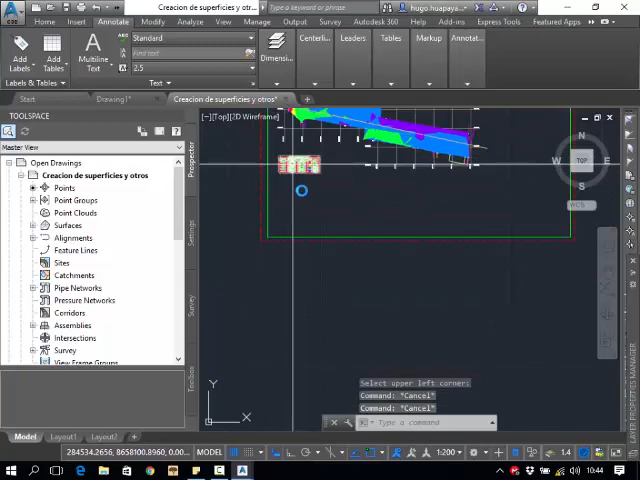 A
C3D
Creacion de superficies y otr...
Type a keyword or phrase
hugo.huapaya...
Home Insert Annotate Modify Analyze View Manage Output Survey Autodesk 360 Help Add-ins Express Tools Featured Apps
Add Labels
Add Tables
Multiline Text
Standard
Find text
2.5
Dimensi...
Centerli...
Leaders
Tables
Markup
Annotat...
Labels & Tables
Text
Start Drawing1* Creacion de superficies y otros*
TOOLSPACE
[−][Top][2D Wireframe]
Master View
Open Drawings
Creacion de superficies y otros
Points
Point Groups
Point Clouds
Surfaces
Alignments
Feature Lines
Sites
Catchments
Pipe Networks
Pressure Networks
Corridors
Assemblies
Intersections
Survey
View Frame Groups
Prospector
Settings
Survey
Toolbox
N
W TOP E
S
WCS
Y
X
LAYER PROPERTIES MANAGER
Select upper left corner:
Command: *Cancel*
Command: *Cancel*
Type a command
Model Layout1 Layout2
284534.2656, 8658100.8960, 0.00... MODEL 1:200 1.4
10:44